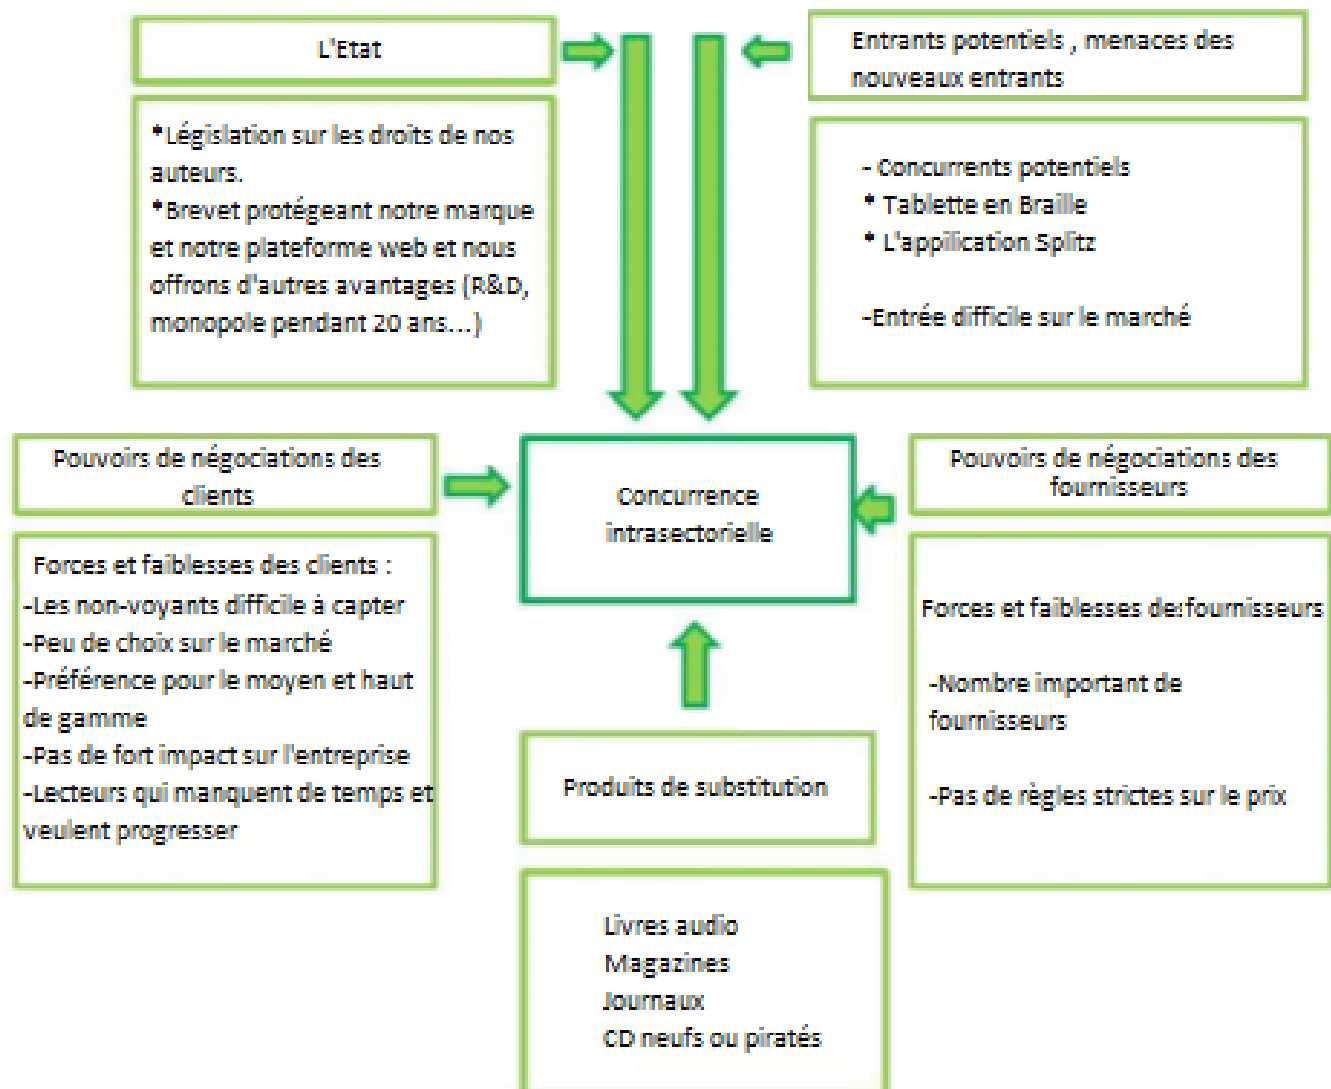 L'Etat
*Législation sur les droits de nos
auteurs.
*Brevet protégeant notre marque
et notre plateforme web et nous
offrons d'autres avantages (R&D,
monopole pendant 20 ans...)
Entrants potentiels , menaces des
nouveaux entrants
- Concurrents potentiels
* Tablette en Braille
* L'appilication Splitz
-Entrée difficile sur le marché
Pouvoirs de négociations des
clients
Forces et faiblesses des clients :
-Les non-voyants difficile à capter
-Peu de choix sur le marché
-Préférence pour le moyen et haut
de gamme
-Pas de fort impact sur l'entreprise
-Lecteurs qui manquent de temps et
veulent progresser
Concurrence
intrasectorielle
Pouvoirs de négociations des
fournisseurs
Forces et faiblesses des fournisseurs
-Nombre important de
fournisseurs
-Pas de règles strictes sur le prix
Produits de substitution
Livres audio
Magazines
Journaux
CD neufs ou piratés